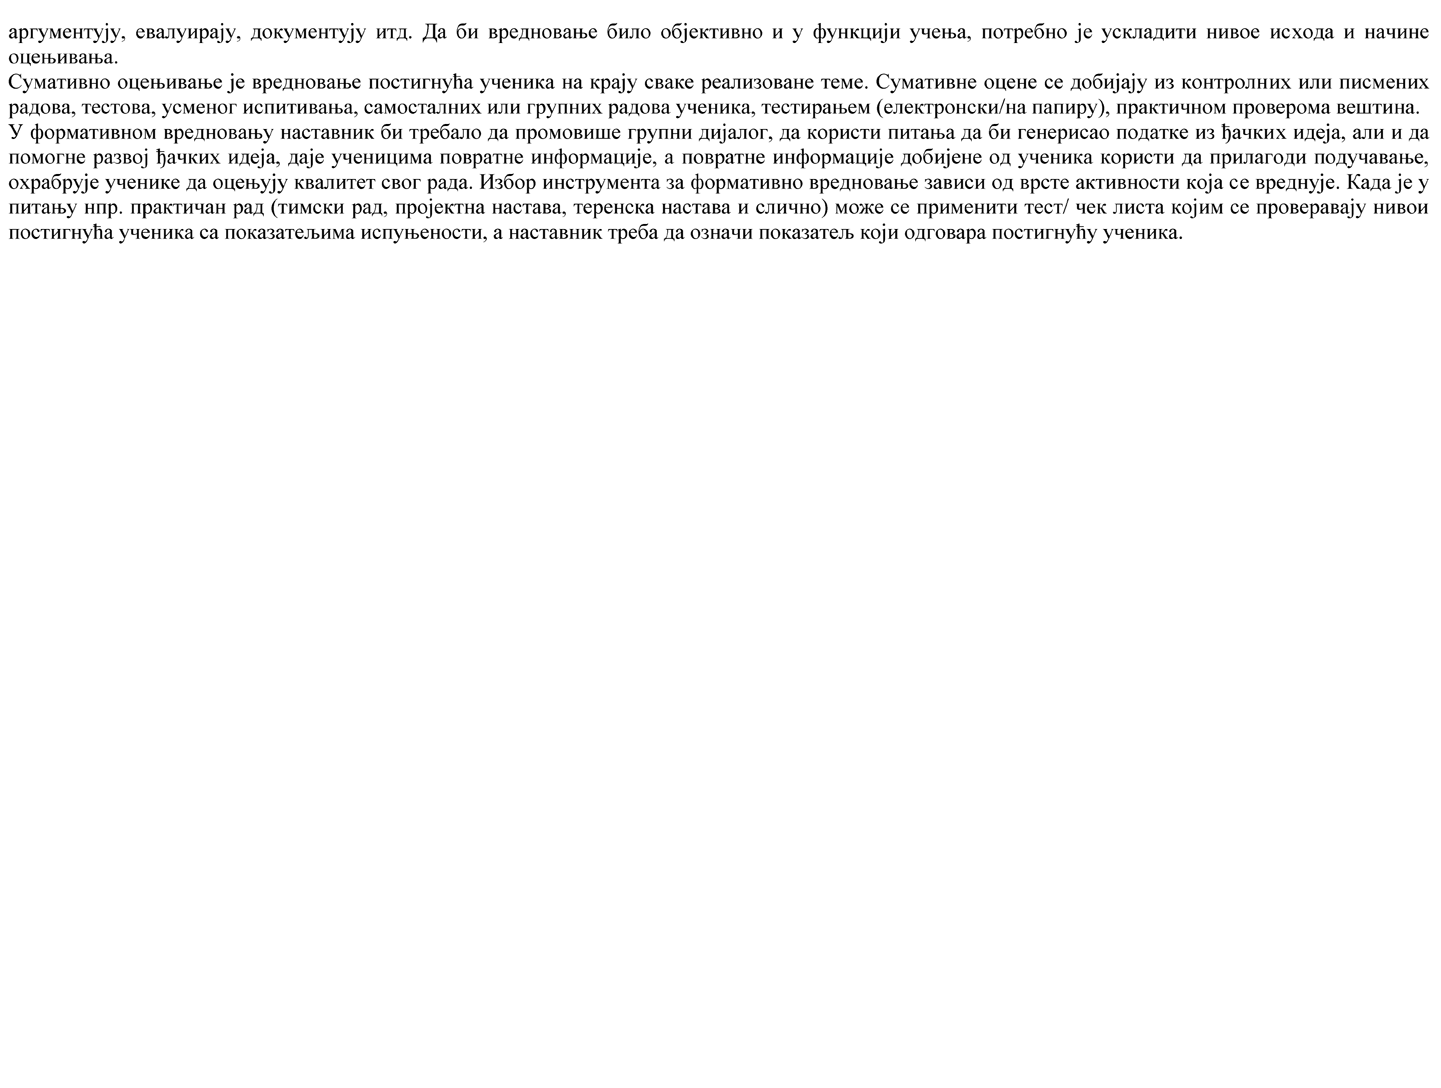 аргументују, евалуирају, документују итд. Да би вредновање било објективно и у функцији учења, потребно је ускладити нивое исхода и начине
оцењивања.
Сумативно оцењивање је вредновање постигнућа ученика на крају сваке реализоване теме. Сумативне оцене се добијају из контролних или писмених
радова, тестова, усменог испитивања, самосталних или групних радова ученика, тестирањем (електронски/на папиру), практичном проверома вештина.
У формативном вредновању наставник би требало да промовише групни дијалог, да користи питања да би генерисао податке из ђачких идеја, али и да
помогне развој ђачких идеја, даје ученицима повратне информације, а повратне информације добијене од ученика користи да прилагоди подучавање,
охрабрује ученике да оцењују квалитет свог рада. Избор инструмента за формативно вредновање зависи од врсте активности која се вреднује. Када је у
питању нпр. практичан рад (тимски рад, пројектна настава, теренска настава и слично) може се применити тест/ чек листа којим се проверавају нивои
постигнућа ученика са показатељима испуњености, а наставник треба да означи показатељ који одговара постигнућу ученика.